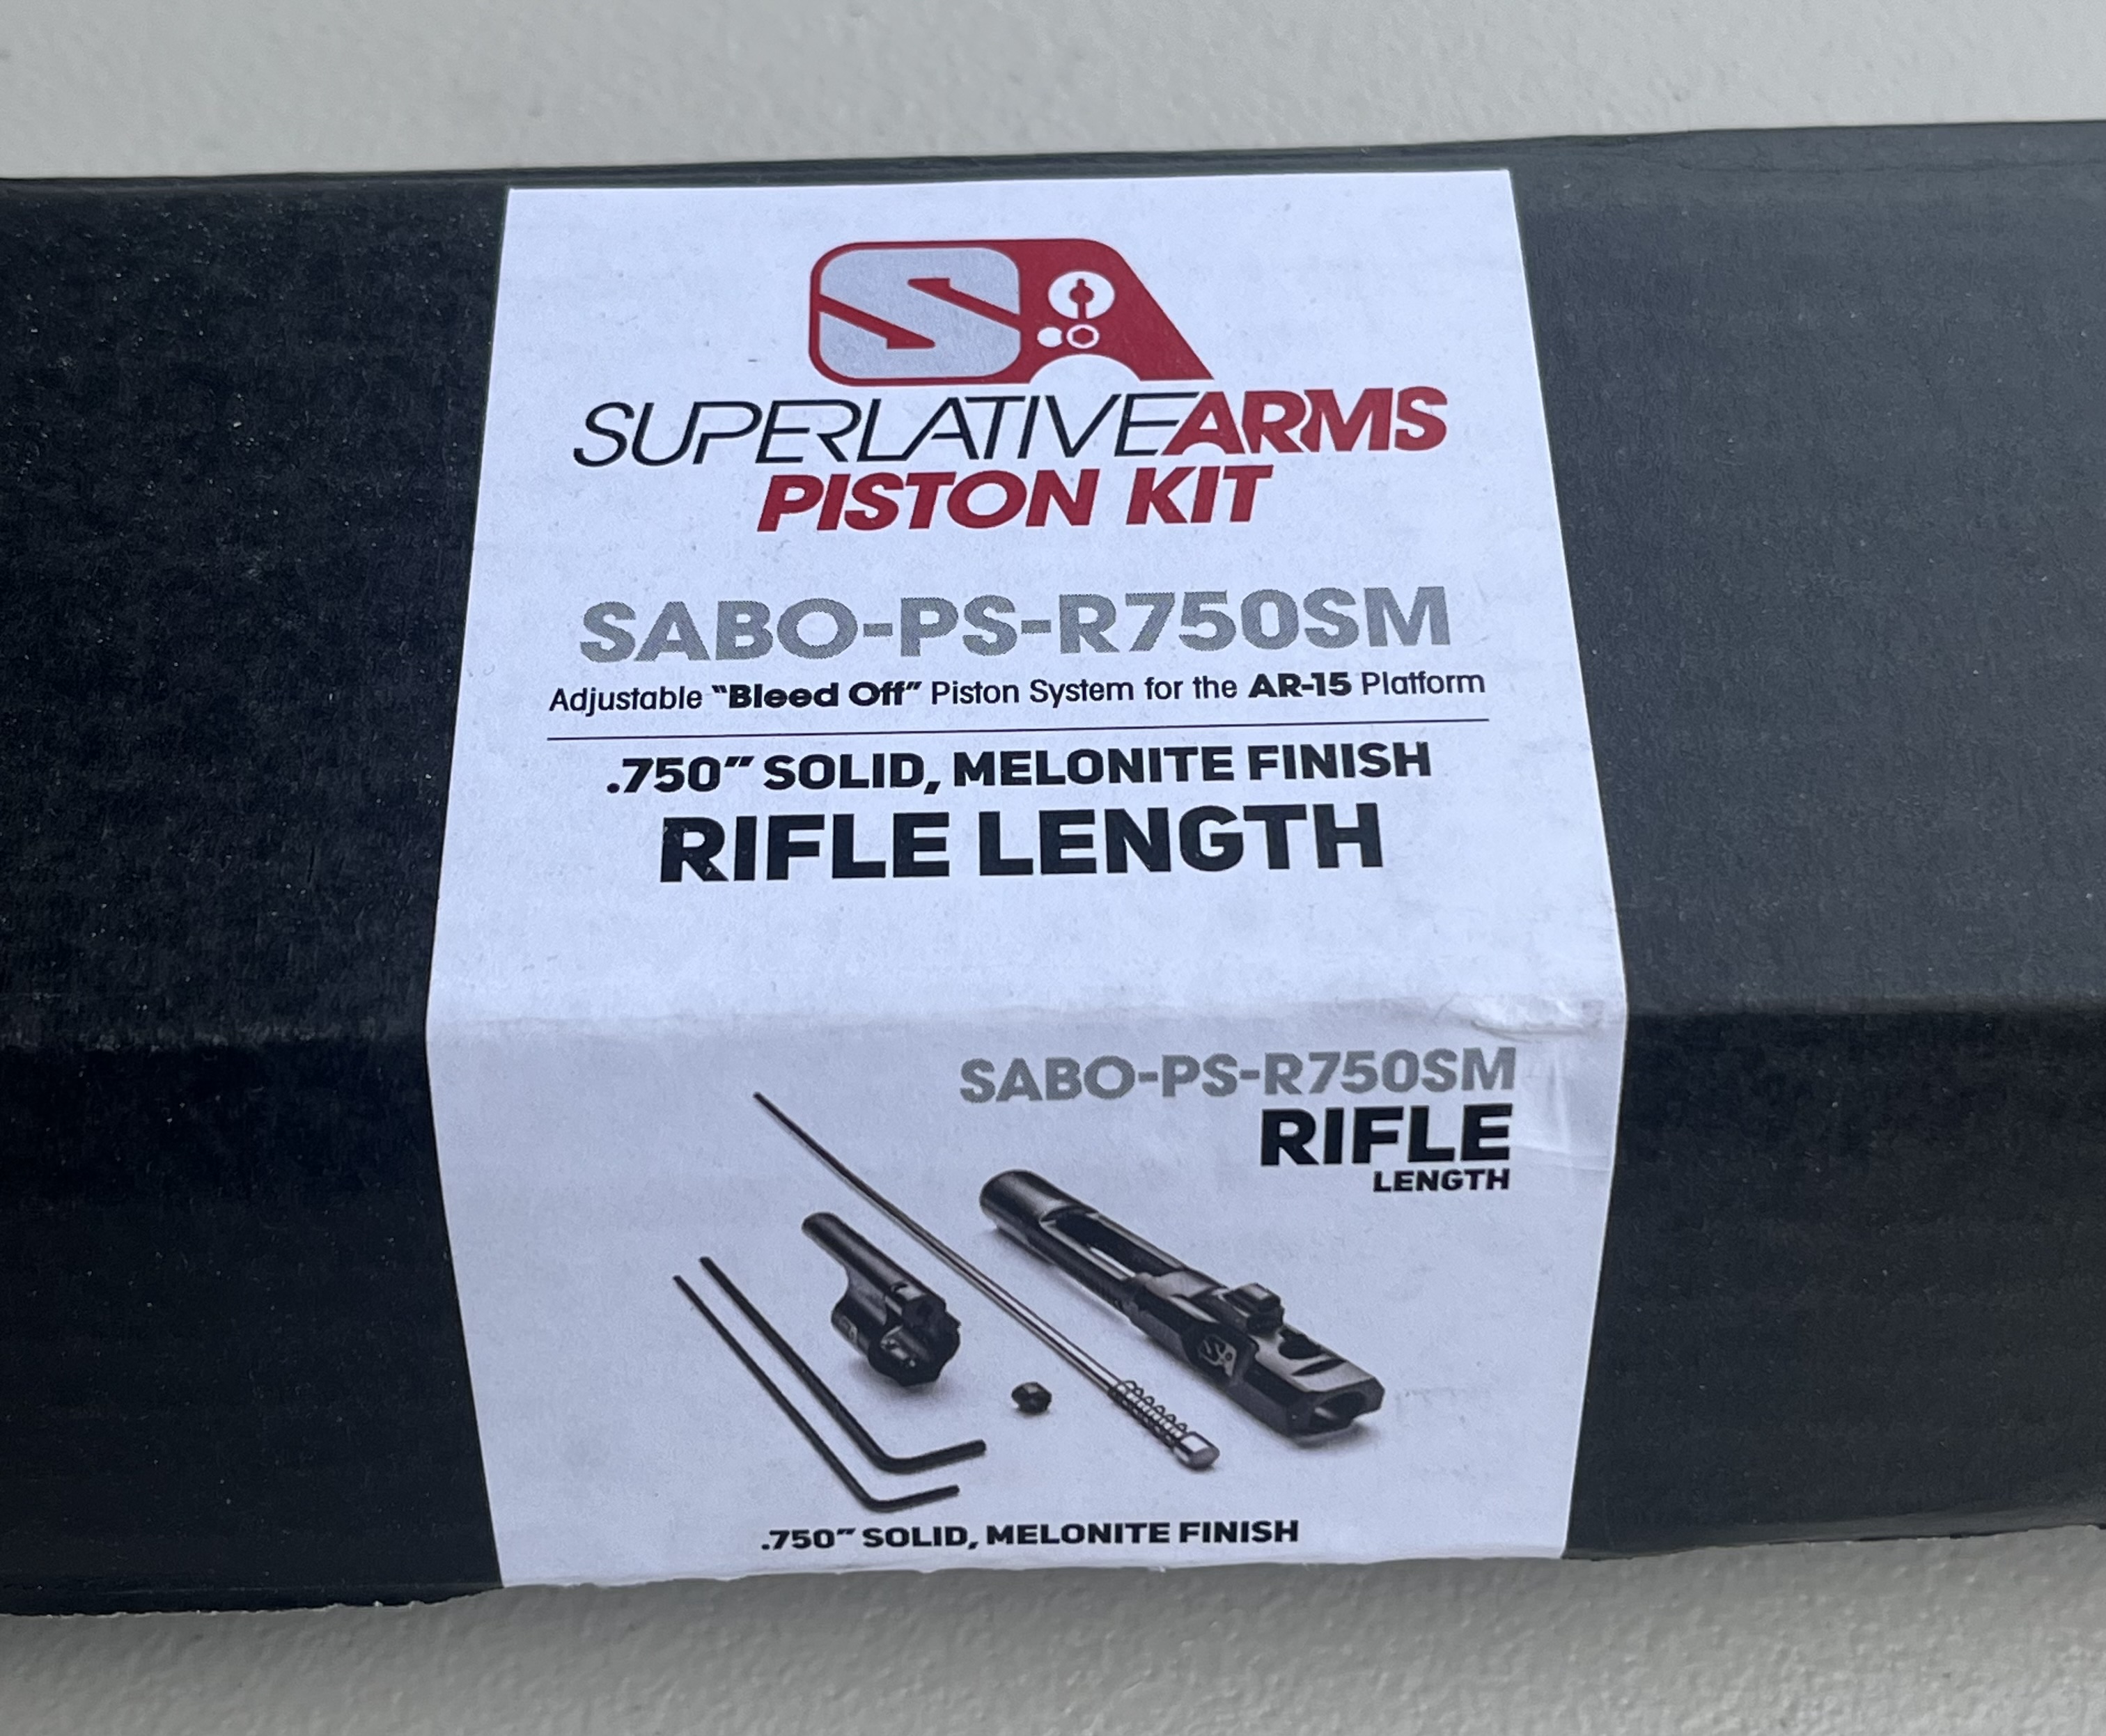 SUPERLATIVEARMS
PISTON KIT
SABO-PS-R750SM
Adjustable "Bleed Off" Piston System for the AR-15 Platform
.750" SOLID, MELONITE FINISH
RIFLE LENGTH
SABO-PS-R750SM
RIFLE
LENGTH
.750" SOLID, MELONITE FINISH